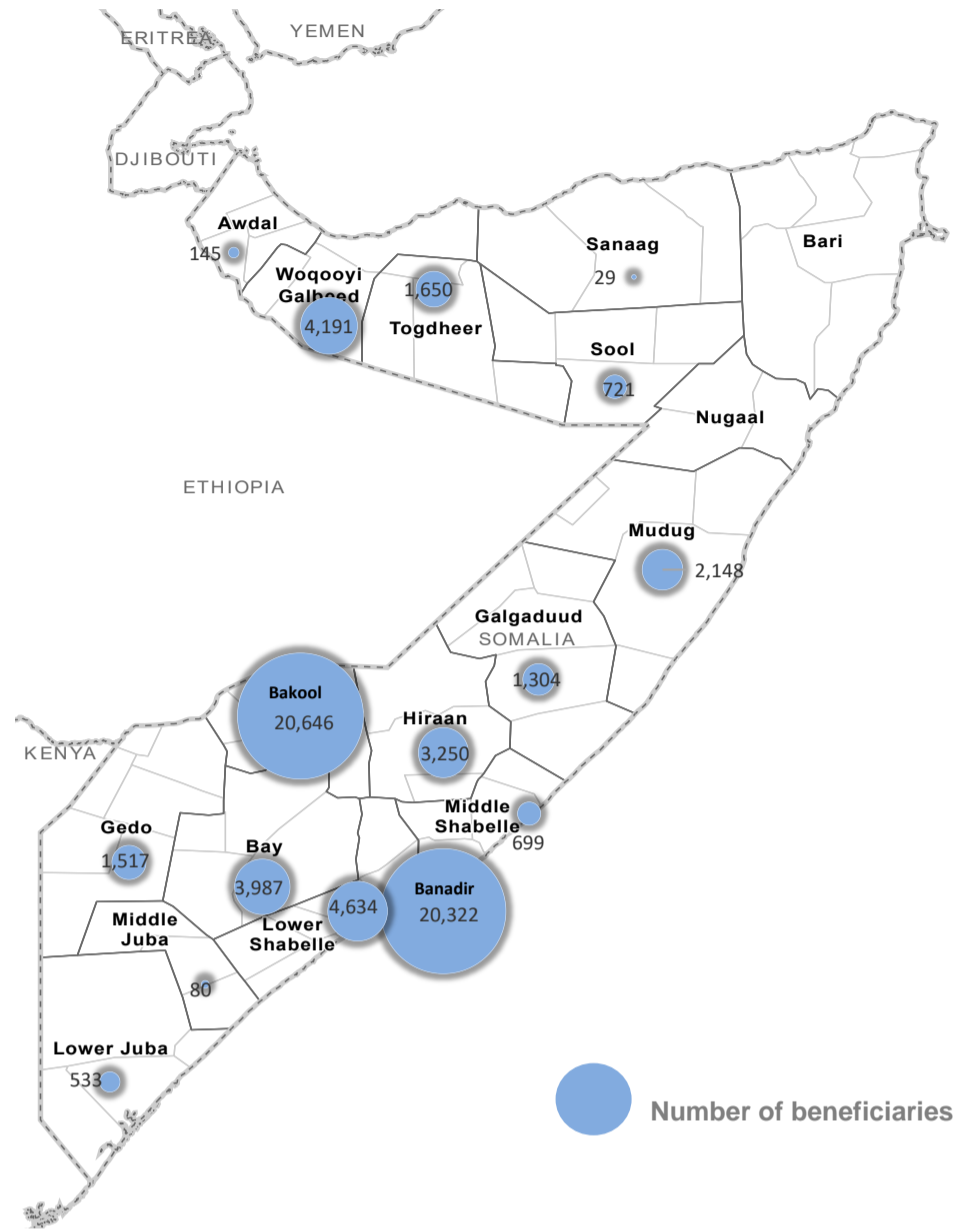 YEMEN
ERITREA
DJIBOUTI
Awdal
145
Woqooyi
Galbeed
4,191
1,650
Togdheer
Sanaag
29
Bari
Sool
721
Nugaal
ETHIOPIA
Mudug
2,148
Galgaduud
SOMALIA
1,304
Bakool
20,646
Hiraan
3,250
KENYA
Middle
Shabelle
699
Gedo
1,517
Bay
3,987
Banadir
20,322
4,634
Lower
Shabelle
Middle
Juba
80
Lower Juba
533
Number of beneficiaries